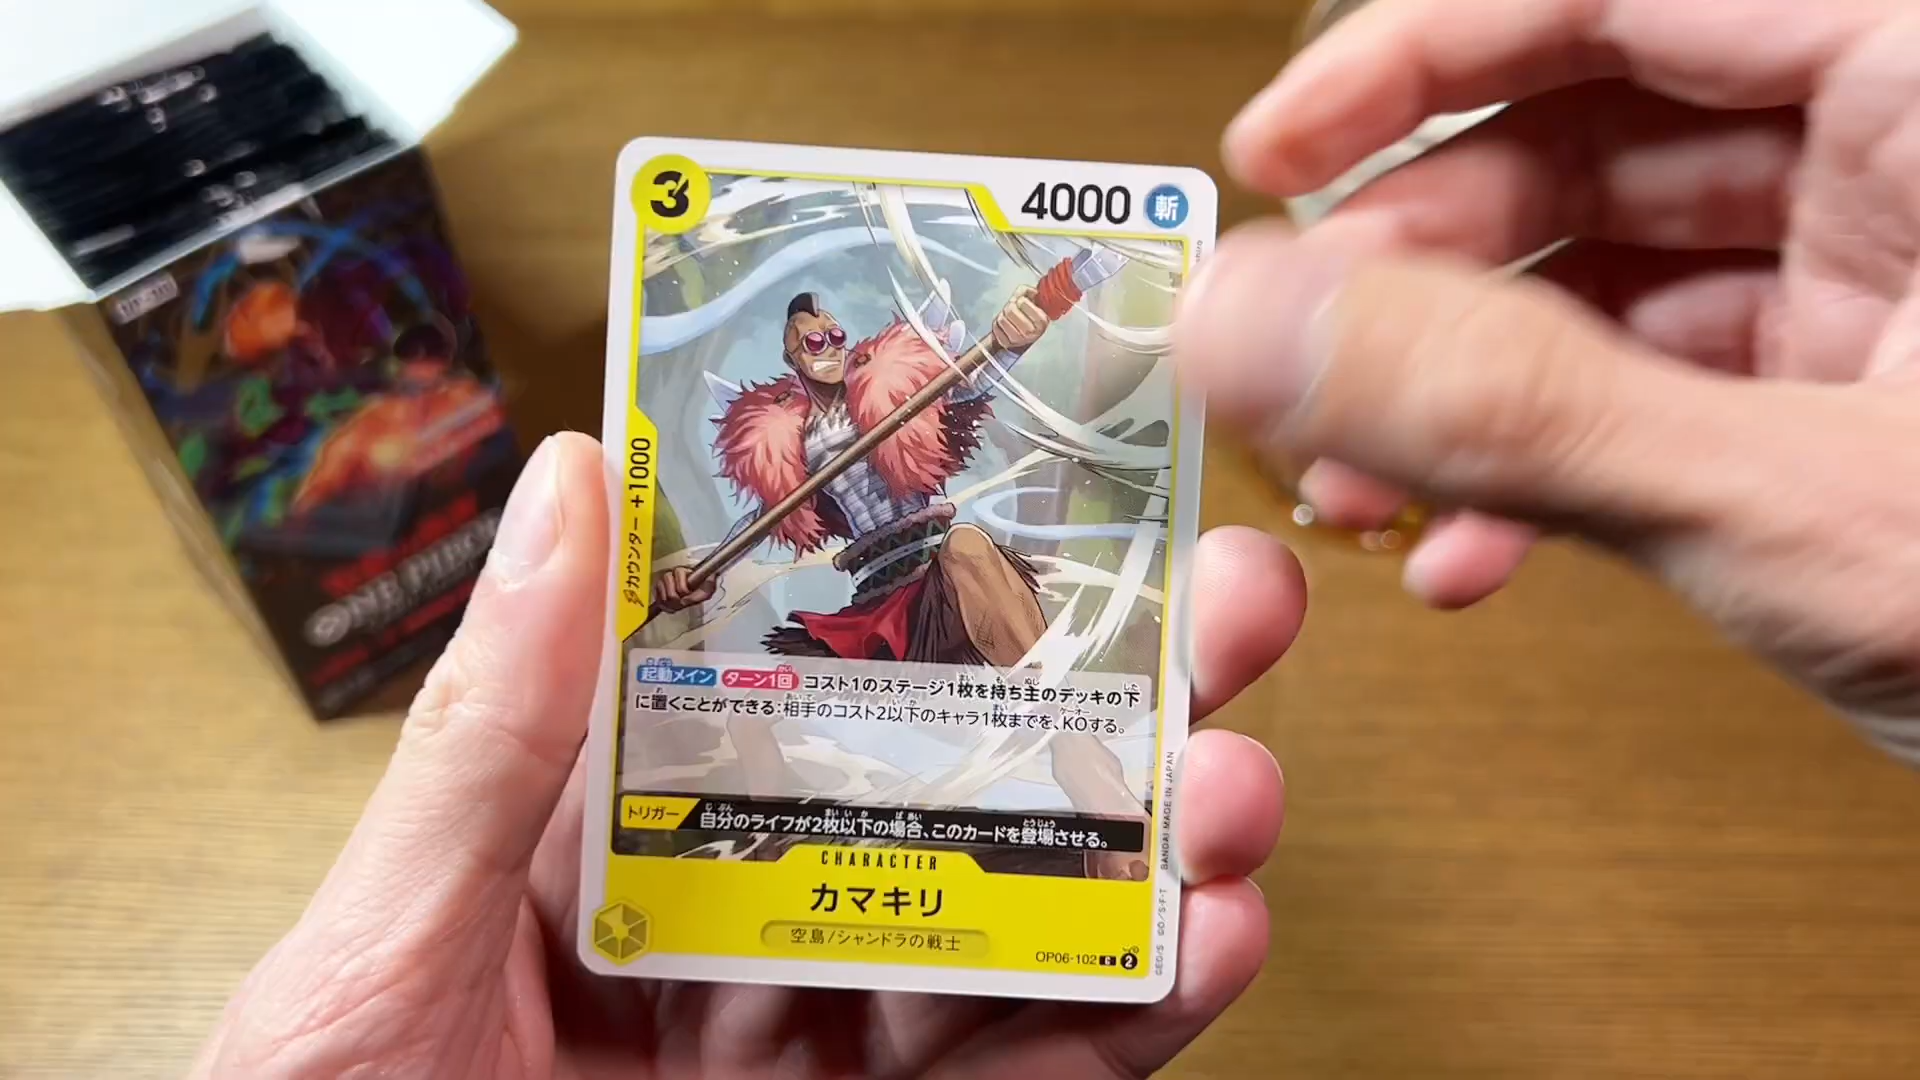 3
4000 斬
カウンター +1000
起動メイン ターン1回 コスト1のステージ1枚を持ち主のデッキの下
に置くことができる:相手のコスト2以下のキャラ1枚までを、KOする。
トリガー 自分のライフが2枚以下の場合、このカードを登場させる。
CHARACTER
カマキリ
空島/シャンドラの戦士
OP06-102 C 2
©EO/S ©O/S·F·T BANDAI MADE IN JAPAN
ONE PIECE